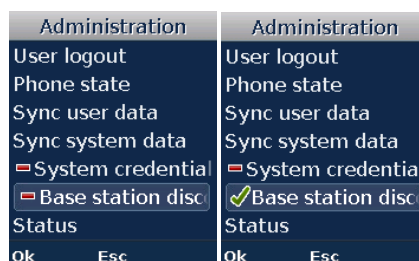 Administration
User logout
Phone state
Sync user data
Sync system data
System credential
Base station disc
Status
Ok Esc
Administration
User logout
Phone state
Sync user data
Sync system data
System credentia
Base station disc
Status
Ok Esc